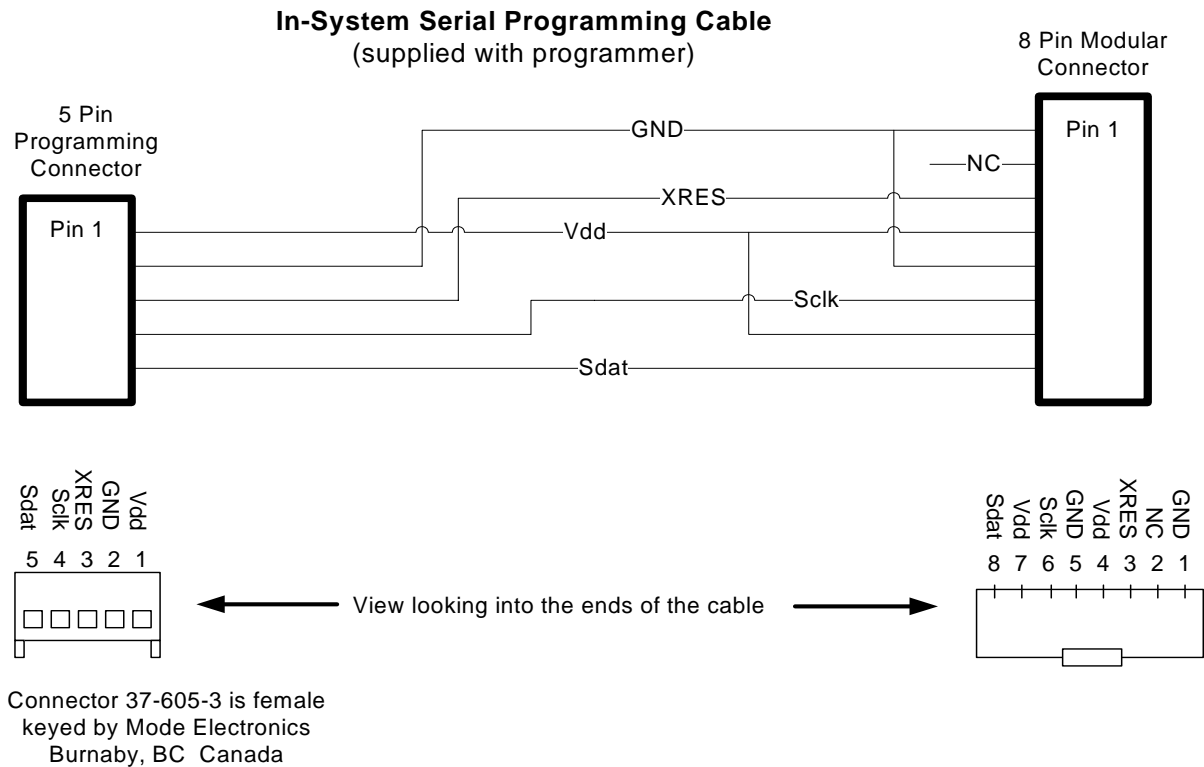 In-System Serial Programming Cable
(supplied with programmer)
8 Pin Modular
Connector
5 Pin
Programming
Connector
Pin 1
Pin 1
GND
NC
XRES
Vdd
Sclk
Sdat
Sdat
Sclk
XRES
GND
Vdd
5 4 3 2 1
Sdat
Vdd
Sclk
GND
Vdd
XRES
NC
GND
8 7 6 5 4 3 2 1
View looking into the ends of the cable
Connector 37-605-3 is female
keyed by Mode Electronics
Burnaby, BC Canada